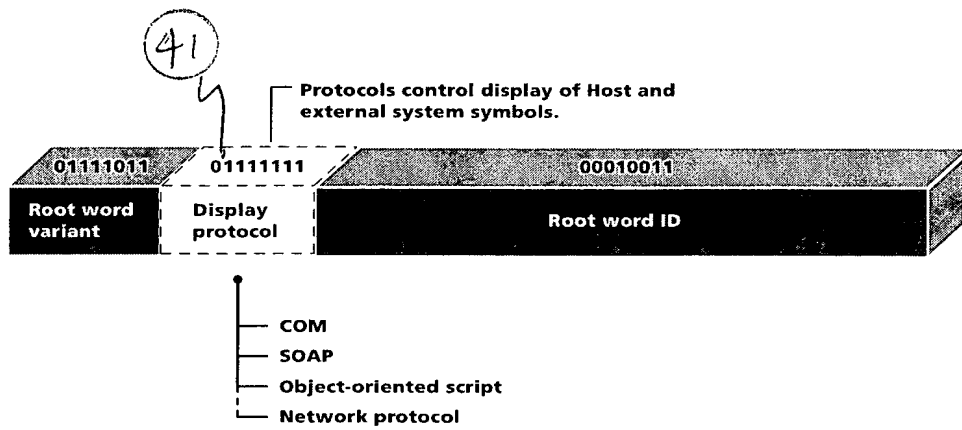 41
Protocols control display of Host and
external system symbols.
01111011 01111111 00010011
Root word
variant
Display
protocol
Root word ID
COM
SOAP
Object-oriented script
Network protocol